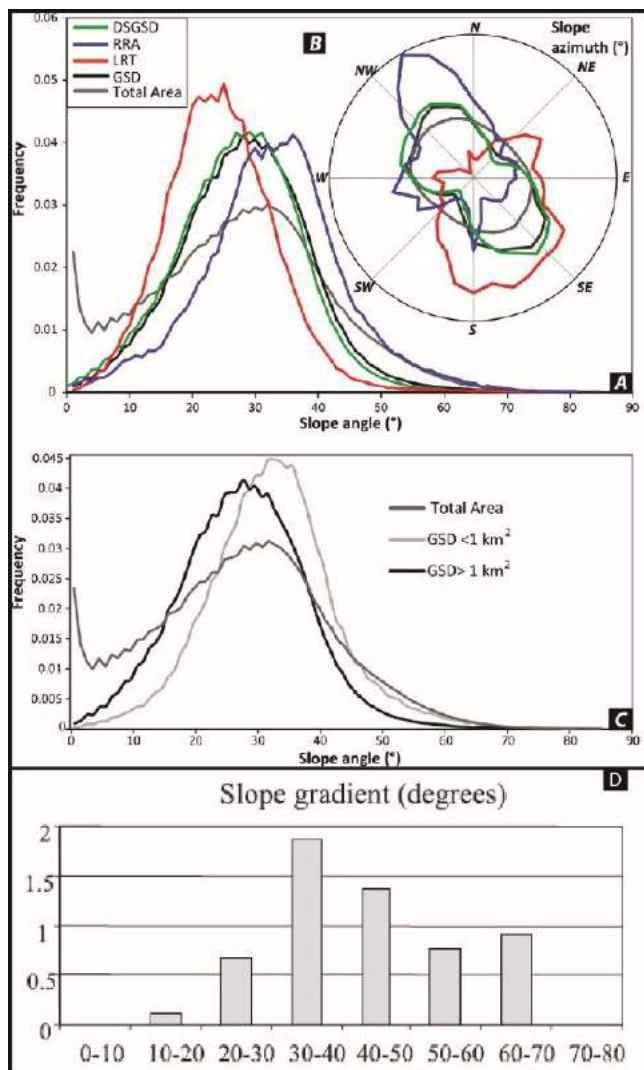 0.06
DSGSD
RRA
LRT
GSD
Total Area
B
Slope
azimuth (°)
N
NE
E
SE
S
SW
W
NW
0.05
0.04
0.03
0.02
0.01
0
Frequency
0 10 20 30 40 50 60 70 80 90
Slope angle (°)
A
0.045
0.04
0.035
0.03
0.025
0.02
0.015
0.01
0.005
0
Frequency
Total Area
GSD <1 km²
GSD> 1 km²
0 10 20 30 40 50 60 70 80 90
Slope angle (°)
C
D
Slope gradient (degrees)
2
1.5
1
0.5
0
0-10 10-20 20-30 30-40 40-50 50-60 60-70 70-80